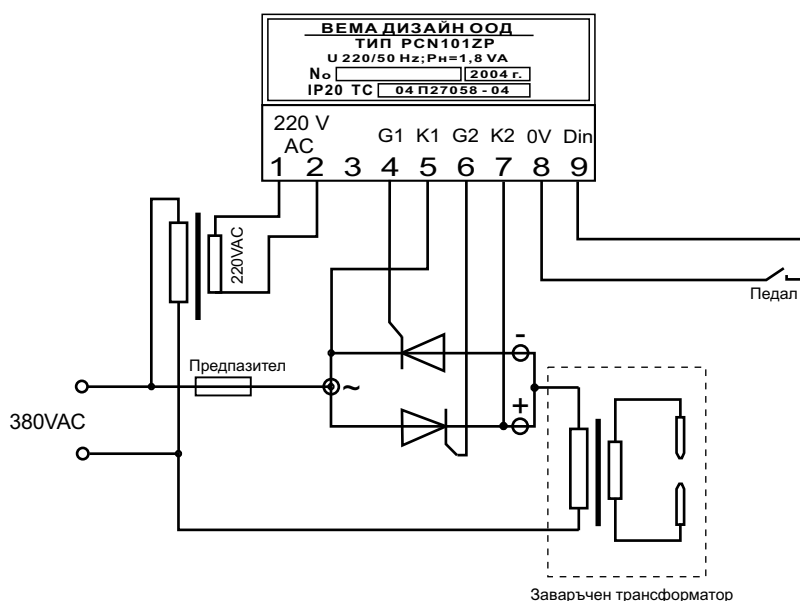 ВЕМА ДИЗАЙН ООД
ТИП PCN101ZP
U 220/50 Hz;Pн=1,8 VA
No 2004 г.
IP20 TC 04 П27058 - 04
220 V
AC
G1 K1 G2 K2 0V Din
1 2 3 4 5 6 7 8 9
220VAC
Педал
Предпазител
-
~
+
380VAC
Заваръчен трансформатор